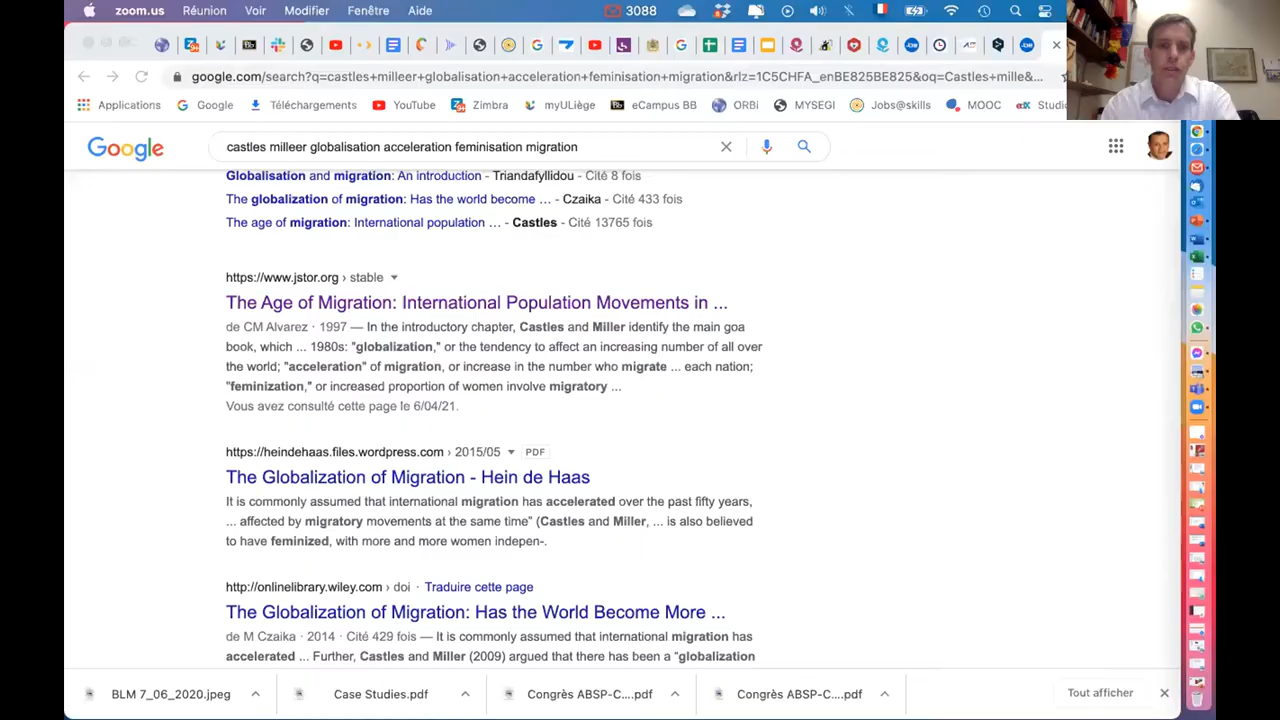 zoom.us Réunion Voir Modifier Fenêtre Aide 3088
google.com/search?q=castles+milleer+globalisation+acceleration+feminisation+migration&rlz=1C5CHFA_enBE825BE825&oq=Castles+mille&...
Applications Google Téléchargements YouTube Zimbra myULiège eCampus BB ORBi MYSEGI Jobs@skills MOOC Studi
Google castles milleer globalisation acceleration feminisation migration
Globalisation and migration: An introduction - Triandafyllidou - Cité 8 fois
The globalization of migration: Has the world become ... - Czaika - Cité 433 fois
The age of migration: International population ... - Castles - Cité 13765 fois
https://www.jstor.org › stable
The Age of Migration: International Population Movements in ...
de CM Alvarez · 1997 — In the introductory chapter, Castles and Miller identify the main goa
book, which ... 1980s: "globalization," or the tendency to affect an increasing number of all over
the world; "acceleration" of migration, or increase in the number who migrate ... each nation;
"feminization," or increased proportion of women involve migratory ...
Vous avez consulté cette page le 6/04/21.
https://heindehaas.files.wordpress.com › 2015/05 PDF
The Globalization of Migration - Hein de Haas
It is commonly assumed that international migration has accelerated over the past fifty years,
... affected by migratory movements at the same time" (Castles and Miller, ... is also believed
to have feminized, with more and more women indepen-.
http://onlinelibrary.wiley.com › doi · Traduire cette page
The Globalization of Migration: Has the World Become More ...
de M Czaika · 2014 · Cité 429 fois — It is commonly assumed that international migration has
accelerated ... Further, Castles and Miller (2009) argued that there has been a "globalization
BLM 7_06_2020.jpeg Case Studies.pdf Congrès ABSP-C....pdf Congrès ABSP-C....pdf Tout afficher